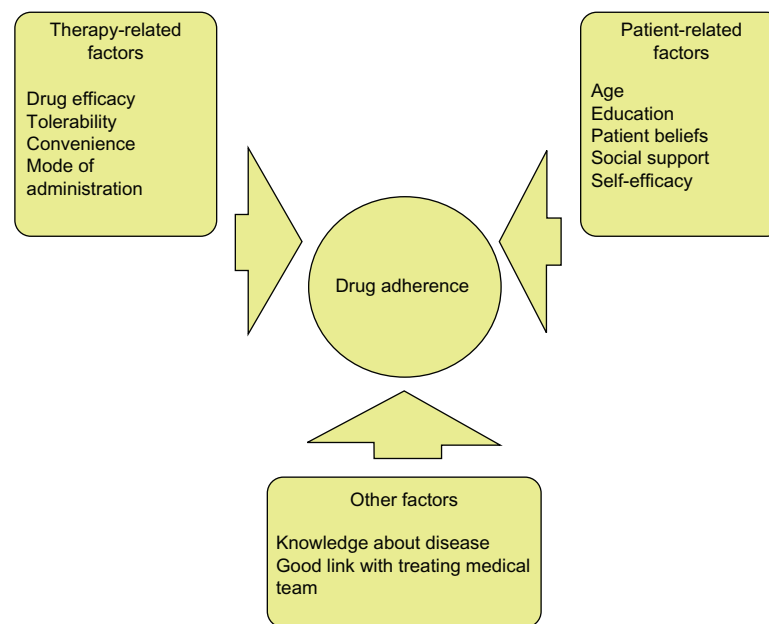 Therapy-related
factors
Drug efficacy
Tolerability
Convenience
Mode of
administration
Patient-related
factors
Age
Education
Patient beliefs
Social support
Self-efficacy
Drug adherence
Other factors
Knowledge about disease
Good link with treating medical
team